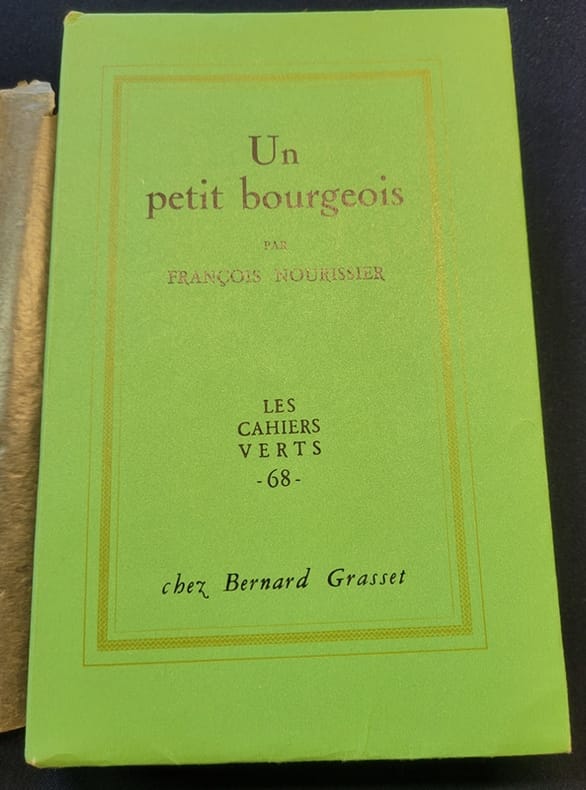 Un
petit bourgeois
PAR
FRANÇOIS NOURISSIER
LES
CAHIERS
VERTS
-68-
chez Bernard Grasset